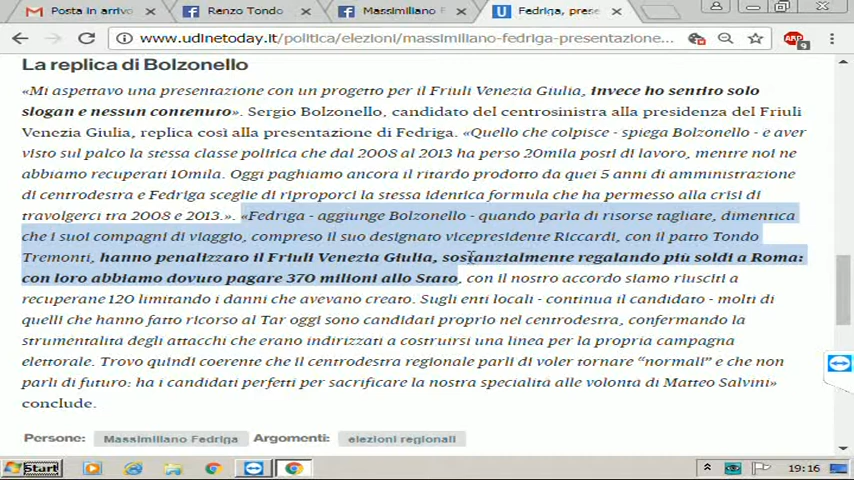 Posta in arrivo
Renzo Tondo
Massimiliano F
Fedriga, prese
www.udinetoday.it/politica/elezioni/massimiliano-fedriga-presentazione...
ABP
9
La replica di Bolzonello
«Mi aspettavo una presentazione con un progetto per il Friuli Venezia Giulia, invece ho sentito solo
slogan e nessun contenuto». Sergio Bolzonello, candidato del centrosinistra alla presidenza del Friuli
Venezia Giulia, replica così alla presentazione di Fedriga. «Quello che colpisce - spiega Bolzonello - e aver
visto sul palco la stessa classe politica che dal 2008 al 2013 ha perso 20mila posti di lavoro, mentre noi ne
abbiamo recuperati 10mila. Oggi paghiamo ancora il ritardo prodotto da quei 5 anni di amministrazione
di centrodestra e Fedriga sceglie di riproporci la stessa identica formula che ha permesso alla crisi di
travolgerci tra 2008 e 2013.». «Fedriga - aggiunge Bolzonello - quando parla di risorse tagliate, dimentica
che i suoi compagni di viaggio, compreso il suo designato vicepresidente Riccardi, con il patto Tondo
Tremonti, hanno penalizzato il Friuli Venezia Giulia, sostanzialmente regalando più soldi a Roma:
con loro abbiamo dovuto pagare 370 milioni allo Stato, con il nostro accordo siamo riusciti a
recuperane 120 limitando i danni che avevano creato. Sugli enti locali - continua il candidato - molti di
quelli che hanno fatto ricorso al Tar oggi sono candidati proprio nel centrodestra, confermando la
strumentalità degli attacchi che erano indirizzati a costruirsi una linea per la propria campagna
elettorale. Trovo quindi coerente che il centrodestra regionale parli di voler tornare “normali” e che non
parli di futuro: ha i candidati perfetti per sacrificare la nostra specialità alle volontà di Matteo Salvini»
conclude.
Persone: Massimiliano Fedriga Argomenti: elezioni regionali
Start
19:16